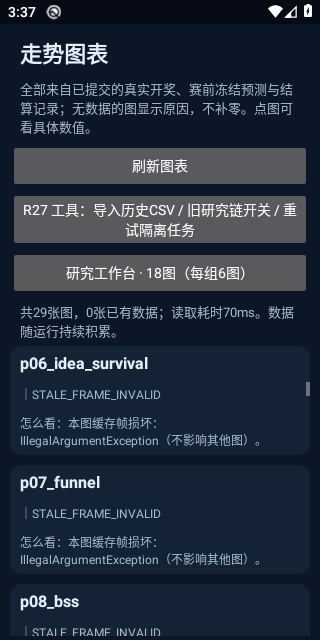 3:37
走势图表
全部来自已提交的真实开奖、赛前冻结预测与结
算记录；无数据的图显示原因，不补零。点图可
看具体数值。
刷新图表
R27 工具：导入历史CSV / 旧研究链开关 / 重
试隔离任务
研究工作台 · 18图（每组6图）
共29张图，0张已有数据；读取耗时70ms。数据
随运行持续积累。
p06_idea_survival
｜STALE_FRAME_INVALID
怎么看：本图缓存帧损坏：
IllegalArgumentException（不影响其他图）。
p07_funnel
｜STALE_FRAME_INVALID
怎么看：本图缓存帧损坏：
IllegalArgumentException（不影响其他图）。
p08_bss
｜STALE_FRAME_INVALID